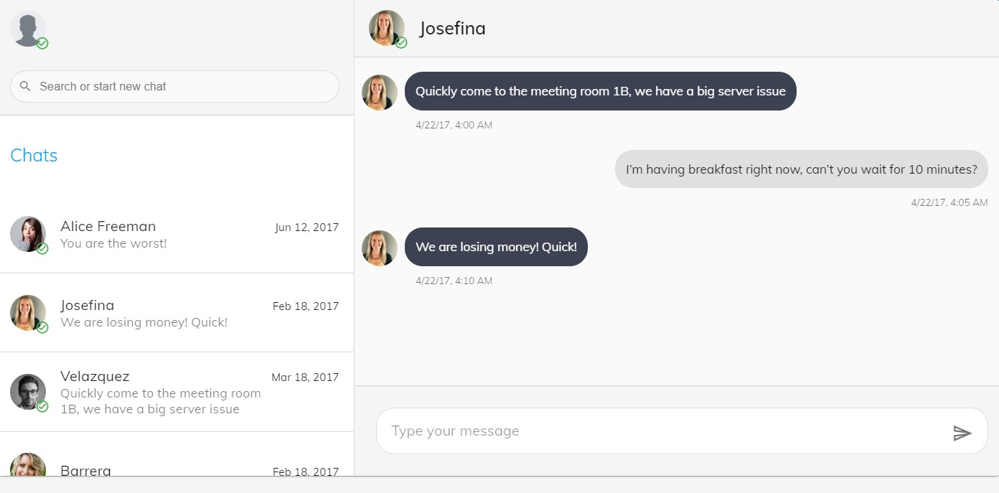 Search or start new chat
Chats
Alice Freeman
Jun 12, 2017
You are the worst!
Josefina
Feb 18, 2017
We are losing money! Quick!
Velazquez
Mar 18, 2017
Quickly come to the meeting room
1B, we have a big server issue
Barrera
Feb 18, 2017
Josefina
Quickly come to the meeting room 1B, we have a big server issue
4/22/17, 4:00 AM
I’m having breakfast right now, can’t you wait for 10 minutes?
4/22/17, 4:05 AM
We are losing money! Quick!
4/22/17, 4:10 AM
Type your message